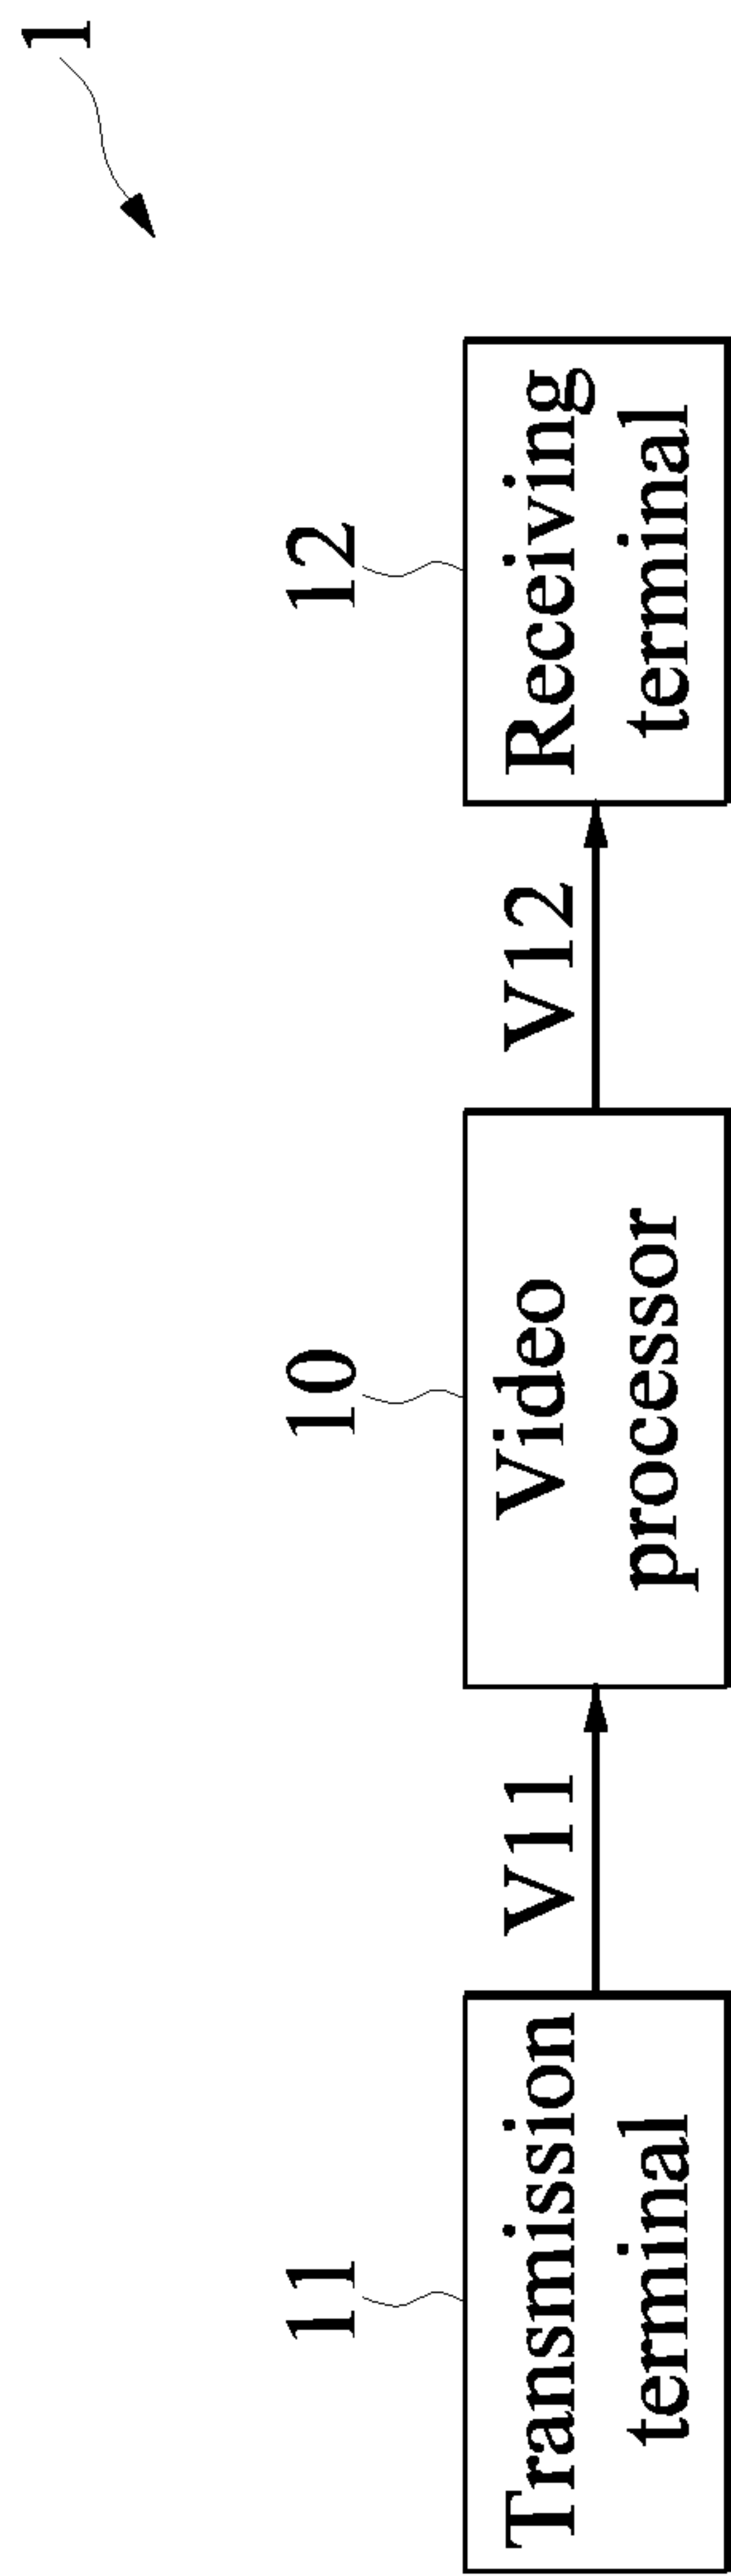 1
11
10
12
Transmission
terminal
V11
Video
processor
V12
Receiving
terminal